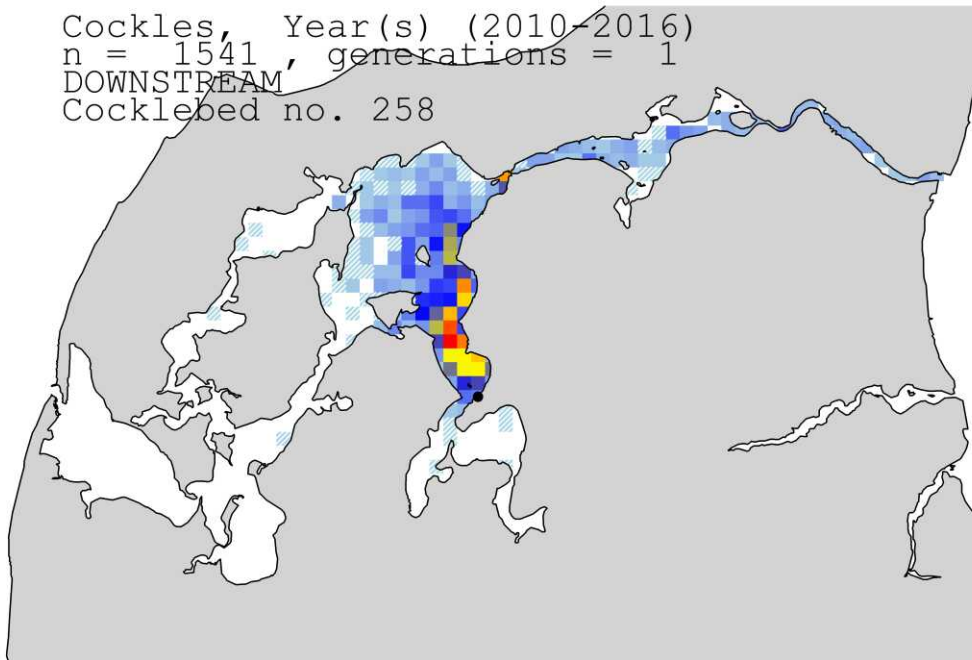 Cockles, Year(s) (2010-2016)
n = 1541 , generations = 1
DOWNSTREAM
Cocklebed no. 258